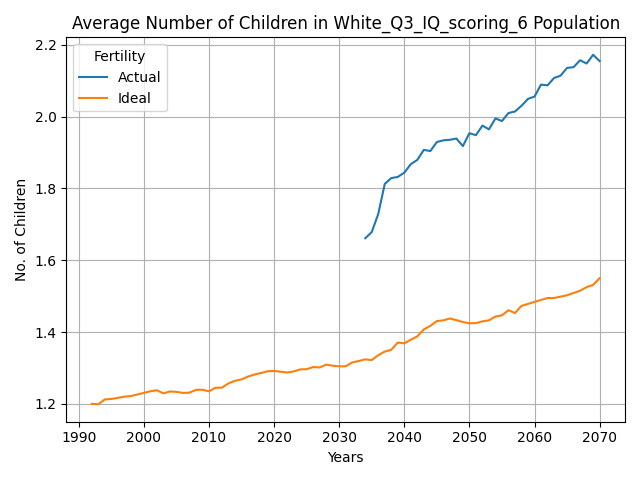 Average Number of Children in White_Q3_IQ_scoring_6 Population
2.2
2.0
1.8
1.6
1.4
1.2
No. of Children
Fertility
Actual
Ideal
1990 2000 2010 2020 2030 2040 2050 2060 2070
Years